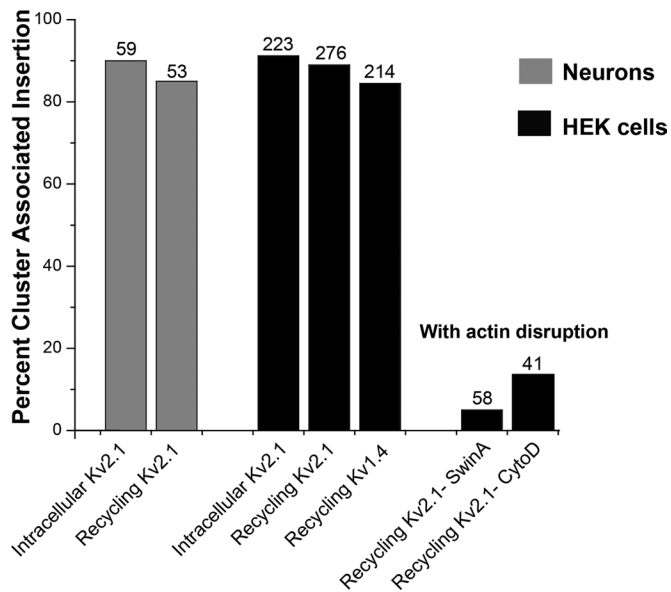 Percent Cluster Associated Insertion
100
80
60
40
20
0
59
53
223
276
214
58
41
Neurons
HEK cells
With actin disruption
Intracellular Kv2.1
Recycling Kv2.1
Intracellular Kv2.1
Recycling Kv2.1
Recycling Kv1.4
Recycling Kv2.1- SwinA
Recycling Kv2.1- CytoD